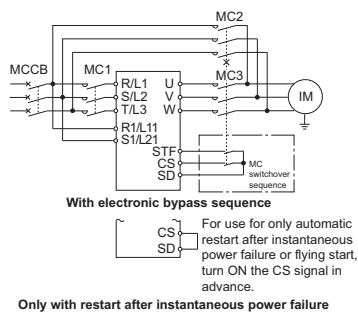 MC2
MCCB
MC1
MC3
R/L1
U
S/L2
V
IM
T/L3
W
R1/L11
S1/L21
STF
CS
MC
switchover
sequence
SD
With electronic bypass sequence
CS
SD
For use for only automatic
restart after instantaneous
power failure or flying start,
turn ON the CS signal in
advance.
Only with restart after instantaneous power failure